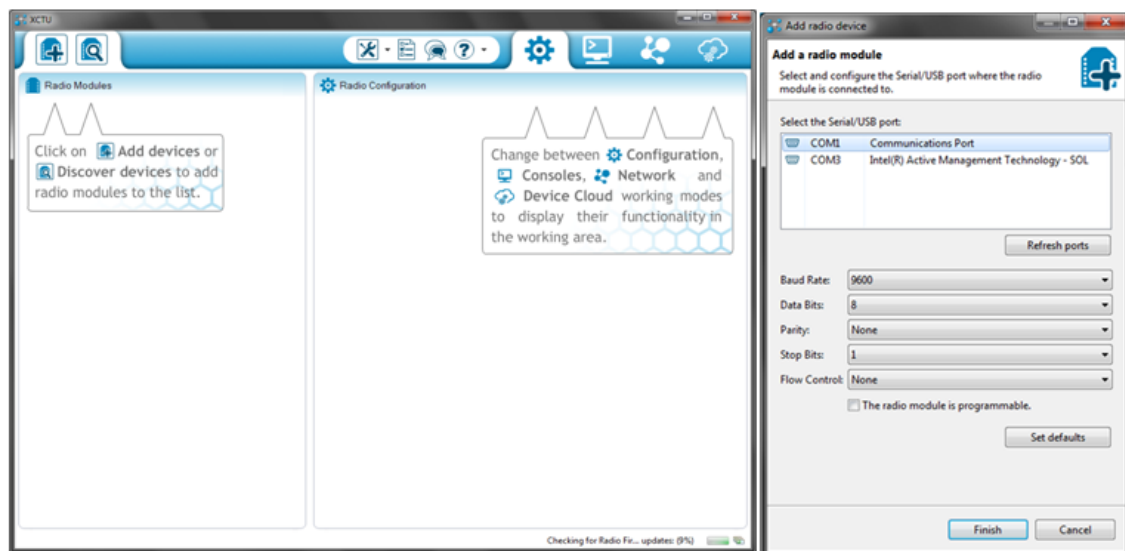 XCTU
Radio Modules
Click on Add devices or
Discover devices to add
radio modules to the list.
Radio Configuration
Change between Configuration,
Consoles, Network and
Device Cloud working modes
to display their functionality in
the working area.
Checking for Radio Fir... updates: (9%)
Add radio device
Add a radio module
Select and configure the Serial/USB port where the radio
module is connected to.
Select the Serial/USB port:
COM1 Communications Port
COM3 Intel(R) Active Management Technology - SOL
Refresh ports
Baud Rate: 9600
Data Bits: 8
Parity: None
Stop Bits: 1
Flow Control: None
The radio module is programmable.
Set defaults
Finish Cancel